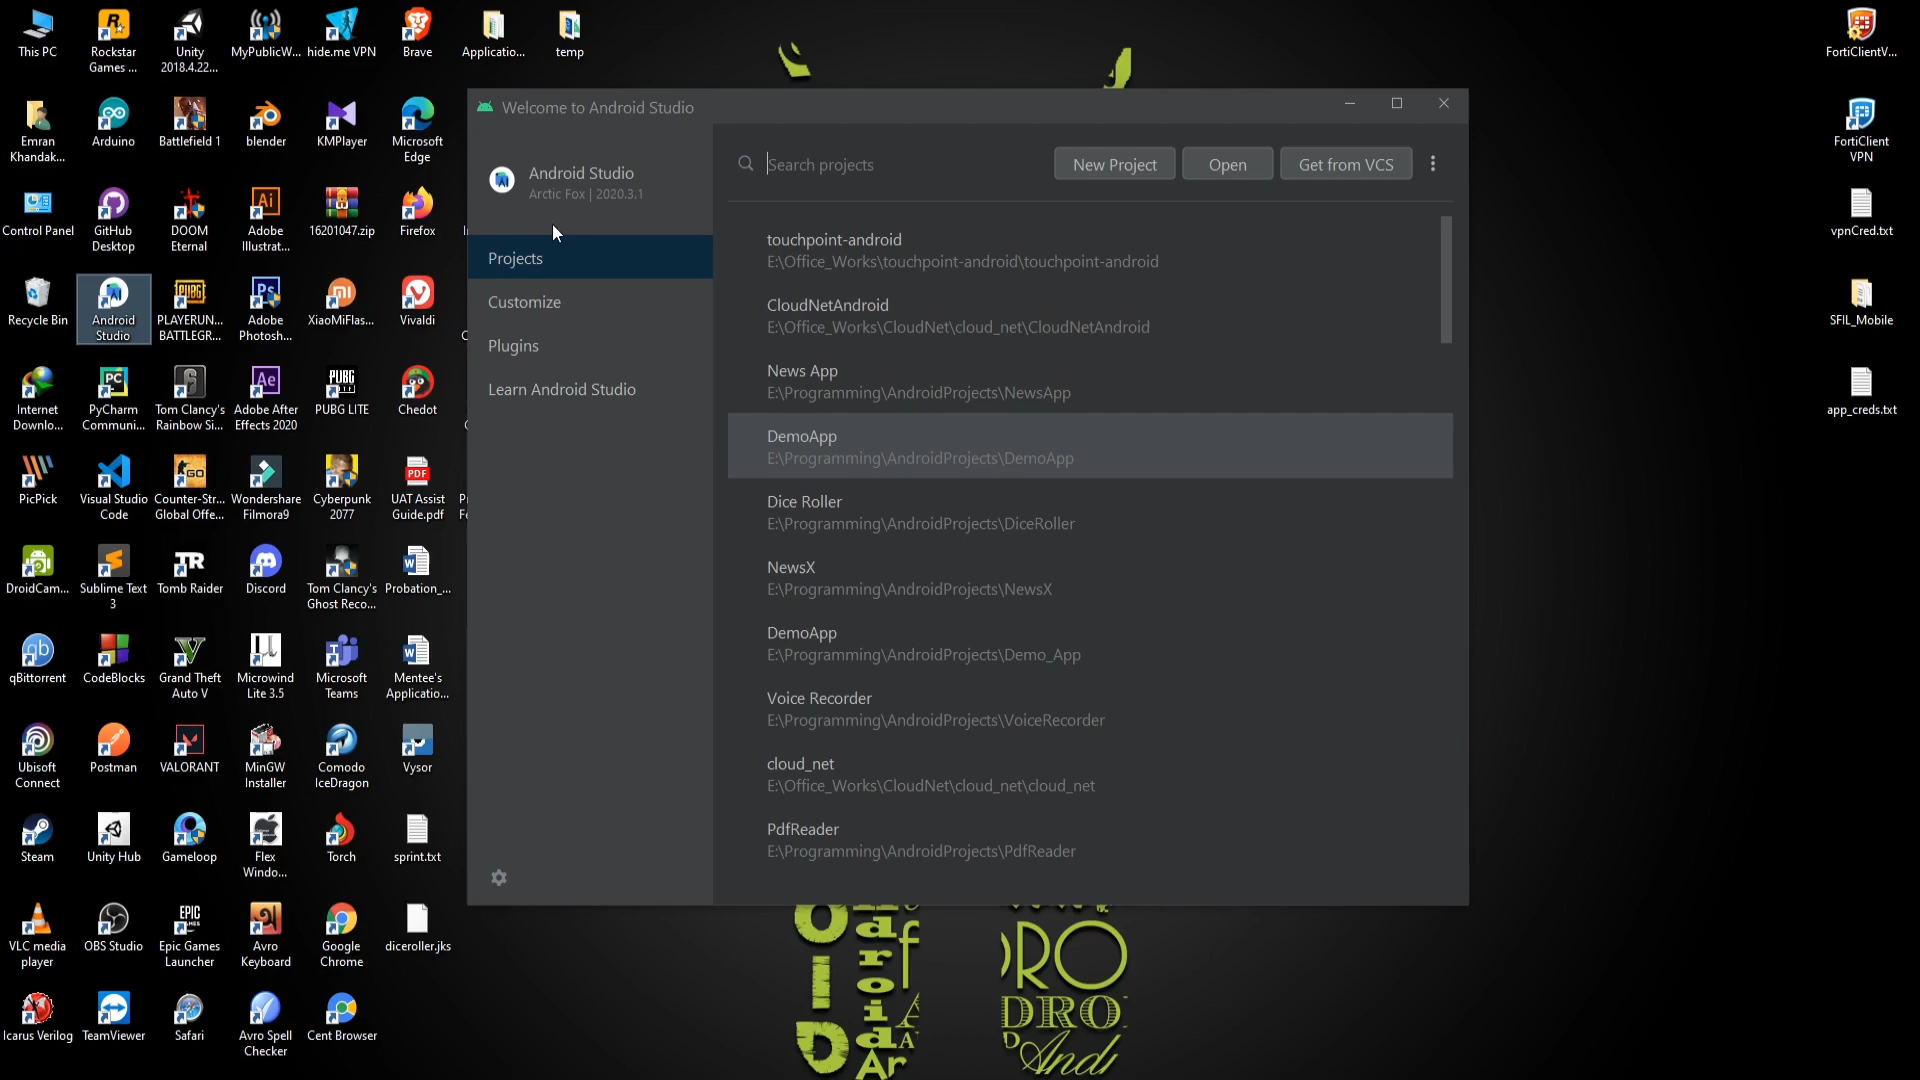 This PC
Rockstar
Games ...
Unity
2018.4.22...
MyPublicW...
hide.me VPN
Brave
Applicatio...
temp
FortiClientV...
Emran
Khandak...
Arduino
Battlefield 1
blender
KMPlayer
Microsoft
Edge
FortiClient
VPN
Control Panel
GitHub
Desktop
DOOM
Eternal
Adobe
Illustrat...
16201047.zip
Firefox
vpnCred.txt
Recycle Bin
Android
Studio
PLAYERUN...
BATTLEGR...
Adobe
Photosh...
XiaoMiFlas...
Vivaldi
SFIL_Mobile
Internet
Downlo...
PyCharm
Communi...
Tom Clancy's
Rainbow Si...
Adobe After
Effects 2020
PUBG LITE
Chedot
app_creds.txt
PicPick
Visual Studio
Code
Counter-Str...
Global Offe...
Wondershare
Filmora9
Cyberpunk
2077
UAT Assist
Guide.pdf
DroidCam...
Sublime Text
3
Tomb Raider
Discord
Tom Clancy's
Ghost Reco...
Probation_...
qBittorrent
CodeBlocks
Grand Theft
Auto V
Microwind
Lite 3.5
Microsoft
Teams
Mentee's
Applicatio...
Ubisoft
Connect
Postman
VALORANT
MinGW
Installer
Comodo
IceDragon
Vysor
Steam
Unity Hub
Gameloop
Flex
Windo...
Torch
sprint.txt
VLC media
player
OBS Studio
Epic Games
Launcher
Avro
Keyboard
Google
Chrome
diceroller.jks
Icarus Verilog
TeamViewer
Safari
Avro Spell
Checker
Cent Browser
Welcome to Android Studio
Android Studio
Arctic Fox | 2020.3.1
Projects
Customize
Plugins
Learn Android Studio
Search projects
New Project
Open
Get from VCS
touchpoint-android
E:\Office_Works\touchpoint-android\touchpoint-android
CloudNetAndroid
E:\Office_Works\CloudNet\cloud_net\CloudNetAndroid
News App
E:\Programming\AndroidProjects\NewsApp
DemoApp
E:\Programming\AndroidProjects\DemoApp
Dice Roller
E:\Programming\AndroidProjects\DiceRoller
NewsX
E:\Programming\AndroidProjects\NewsX
DemoApp
E:\Programming\AndroidProjects\Demo_App
Voice Recorder
E:\Programming\AndroidProjects\VoiceRecorder
cloud_net
E:\Office_Works\CloudNet\cloud_net\cloud_net
PdfReader
E:\Programming\AndroidProjects\PdfReader